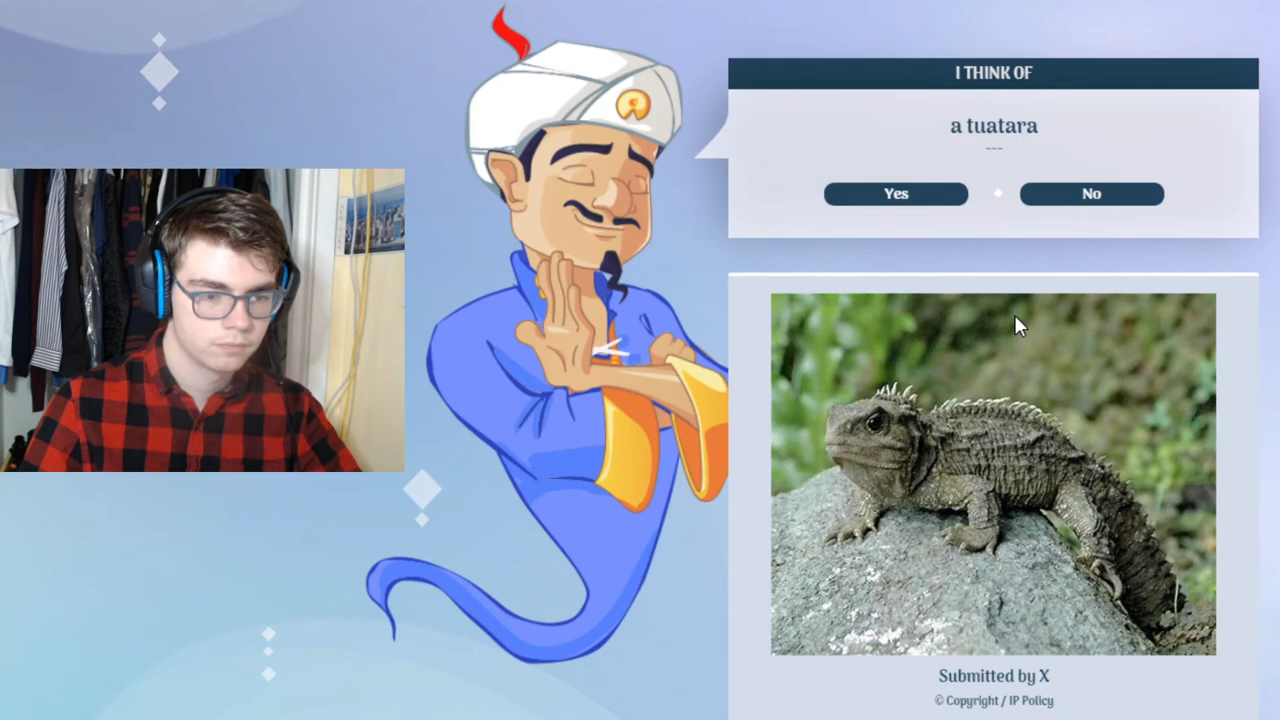 I THINK OF
a tuatara
---
Yes
No
Submitted by X
© Copyright / IP Policy